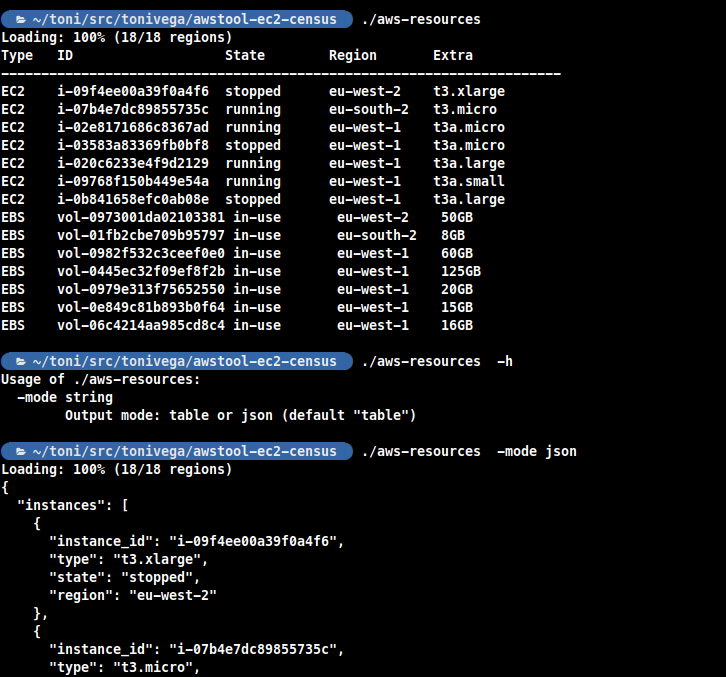 ~/toni/src/tonivega/awstool-ec2-census ./aws-resources
Loading: 100% (18/18 regions)
Type ID State Region Extra
----------------------------------------------------------------------
EC2 i-09f4ee00a39f0a4f6 stopped eu-west-2 t3.xlarge
EC2 i-07b4e7dc89855735c running eu-south-2 t3.micro
EC2 i-02e8171686c8367ad running eu-west-1 t3a.micro
EC2 i-03583a83369fb0bf8 stopped eu-west-1 t3a.micro
EC2 i-020c6233e4f9d2129 running eu-west-1 t3a.large
EC2 i-09768f150b449e54a running eu-west-1 t3a.small
EC2 i-0b841658efc0ab08e stopped eu-west-1 t3a.large
EBS vol-0973001da02103381 in-use eu-west-2 50GB
EBS vol-01fb2cbe709b95797 in-use eu-south-2 8GB
EBS vol-0982f532c3ceef0e0 in-use eu-west-1 60GB
EBS vol-0445ec32f09ef8f2b in-use eu-west-1 125GB
EBS vol-0979e313f75652550 in-use eu-west-1 20GB
EBS vol-0e849c81b893b0f64 in-use eu-west-1 15GB
EBS vol-06c4214aa985cd8c4 in-use eu-west-1 16GB
~/toni/src/tonivega/awstool-ec2-census ./aws-resources -h
Usage of ./aws-resources:
-mode string
Output mode: table or json (default "table")
~/toni/src/tonivega/awstool-ec2-census ./aws-resources -mode json
Loading: 100% (18/18 regions)
{
"instances": [
{
"instance_id": "i-09f4ee00a39f0a4f6",
"type": "t3.xlarge",
"state": "stopped",
"region": "eu-west-2"
},
{
"instance_id": "i-07b4e7dc89855735c",
"type": "t3.micro",